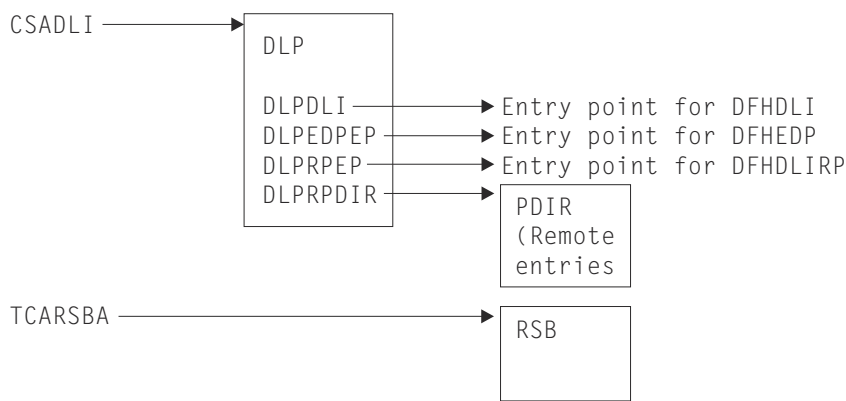 CSADLI
DLP
DLPDLI Entry point for DFHDLI
DLPEDPEP Entry point for DFHEDP
DLPRPEP Entry point for DFHDLIRP
DLPRPDIR
PDIR
(Remote
entries
TCARSBA
RSB